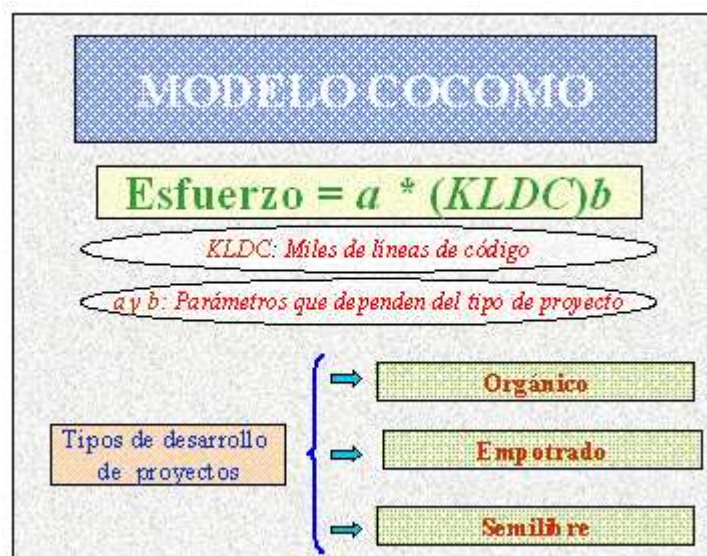 MODELO COCOMO
Esfuerzo = a * (KLDC)b
KLDC: Miles de líneas de código
a y b: Parámetros que dependen del tipo de proyecto
Tipos de desarrollo
de proyectos
Orgánico
Empotrado
Semilibre